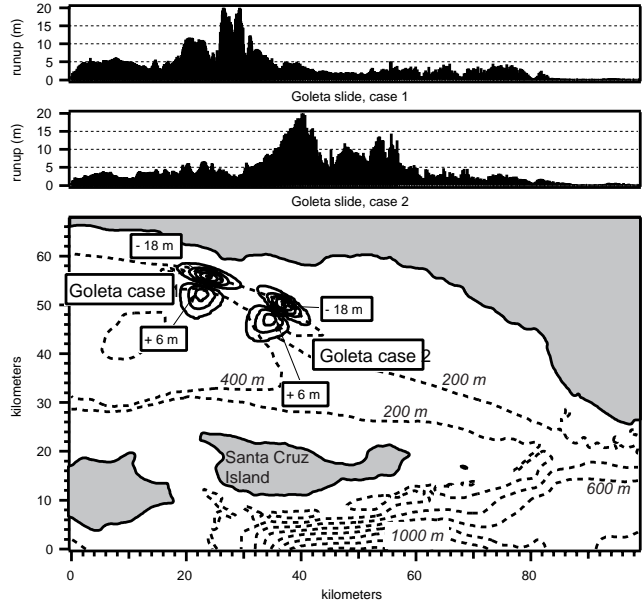 20
15
10
5
0
runup (m)
Goleta slide, case 1
20
15
10
5
0
runup (m)
Goleta slide, case 2
60
50
40
30
20
10
0
kilometers
- 18 m
Goleta case
+ 6 m
- 18 m
Goleta case 2
+ 6 m
400 m
200 m
200 m
Santa Cruz
Island
600 m
1000 m
0
20
40
60
80
kilometers